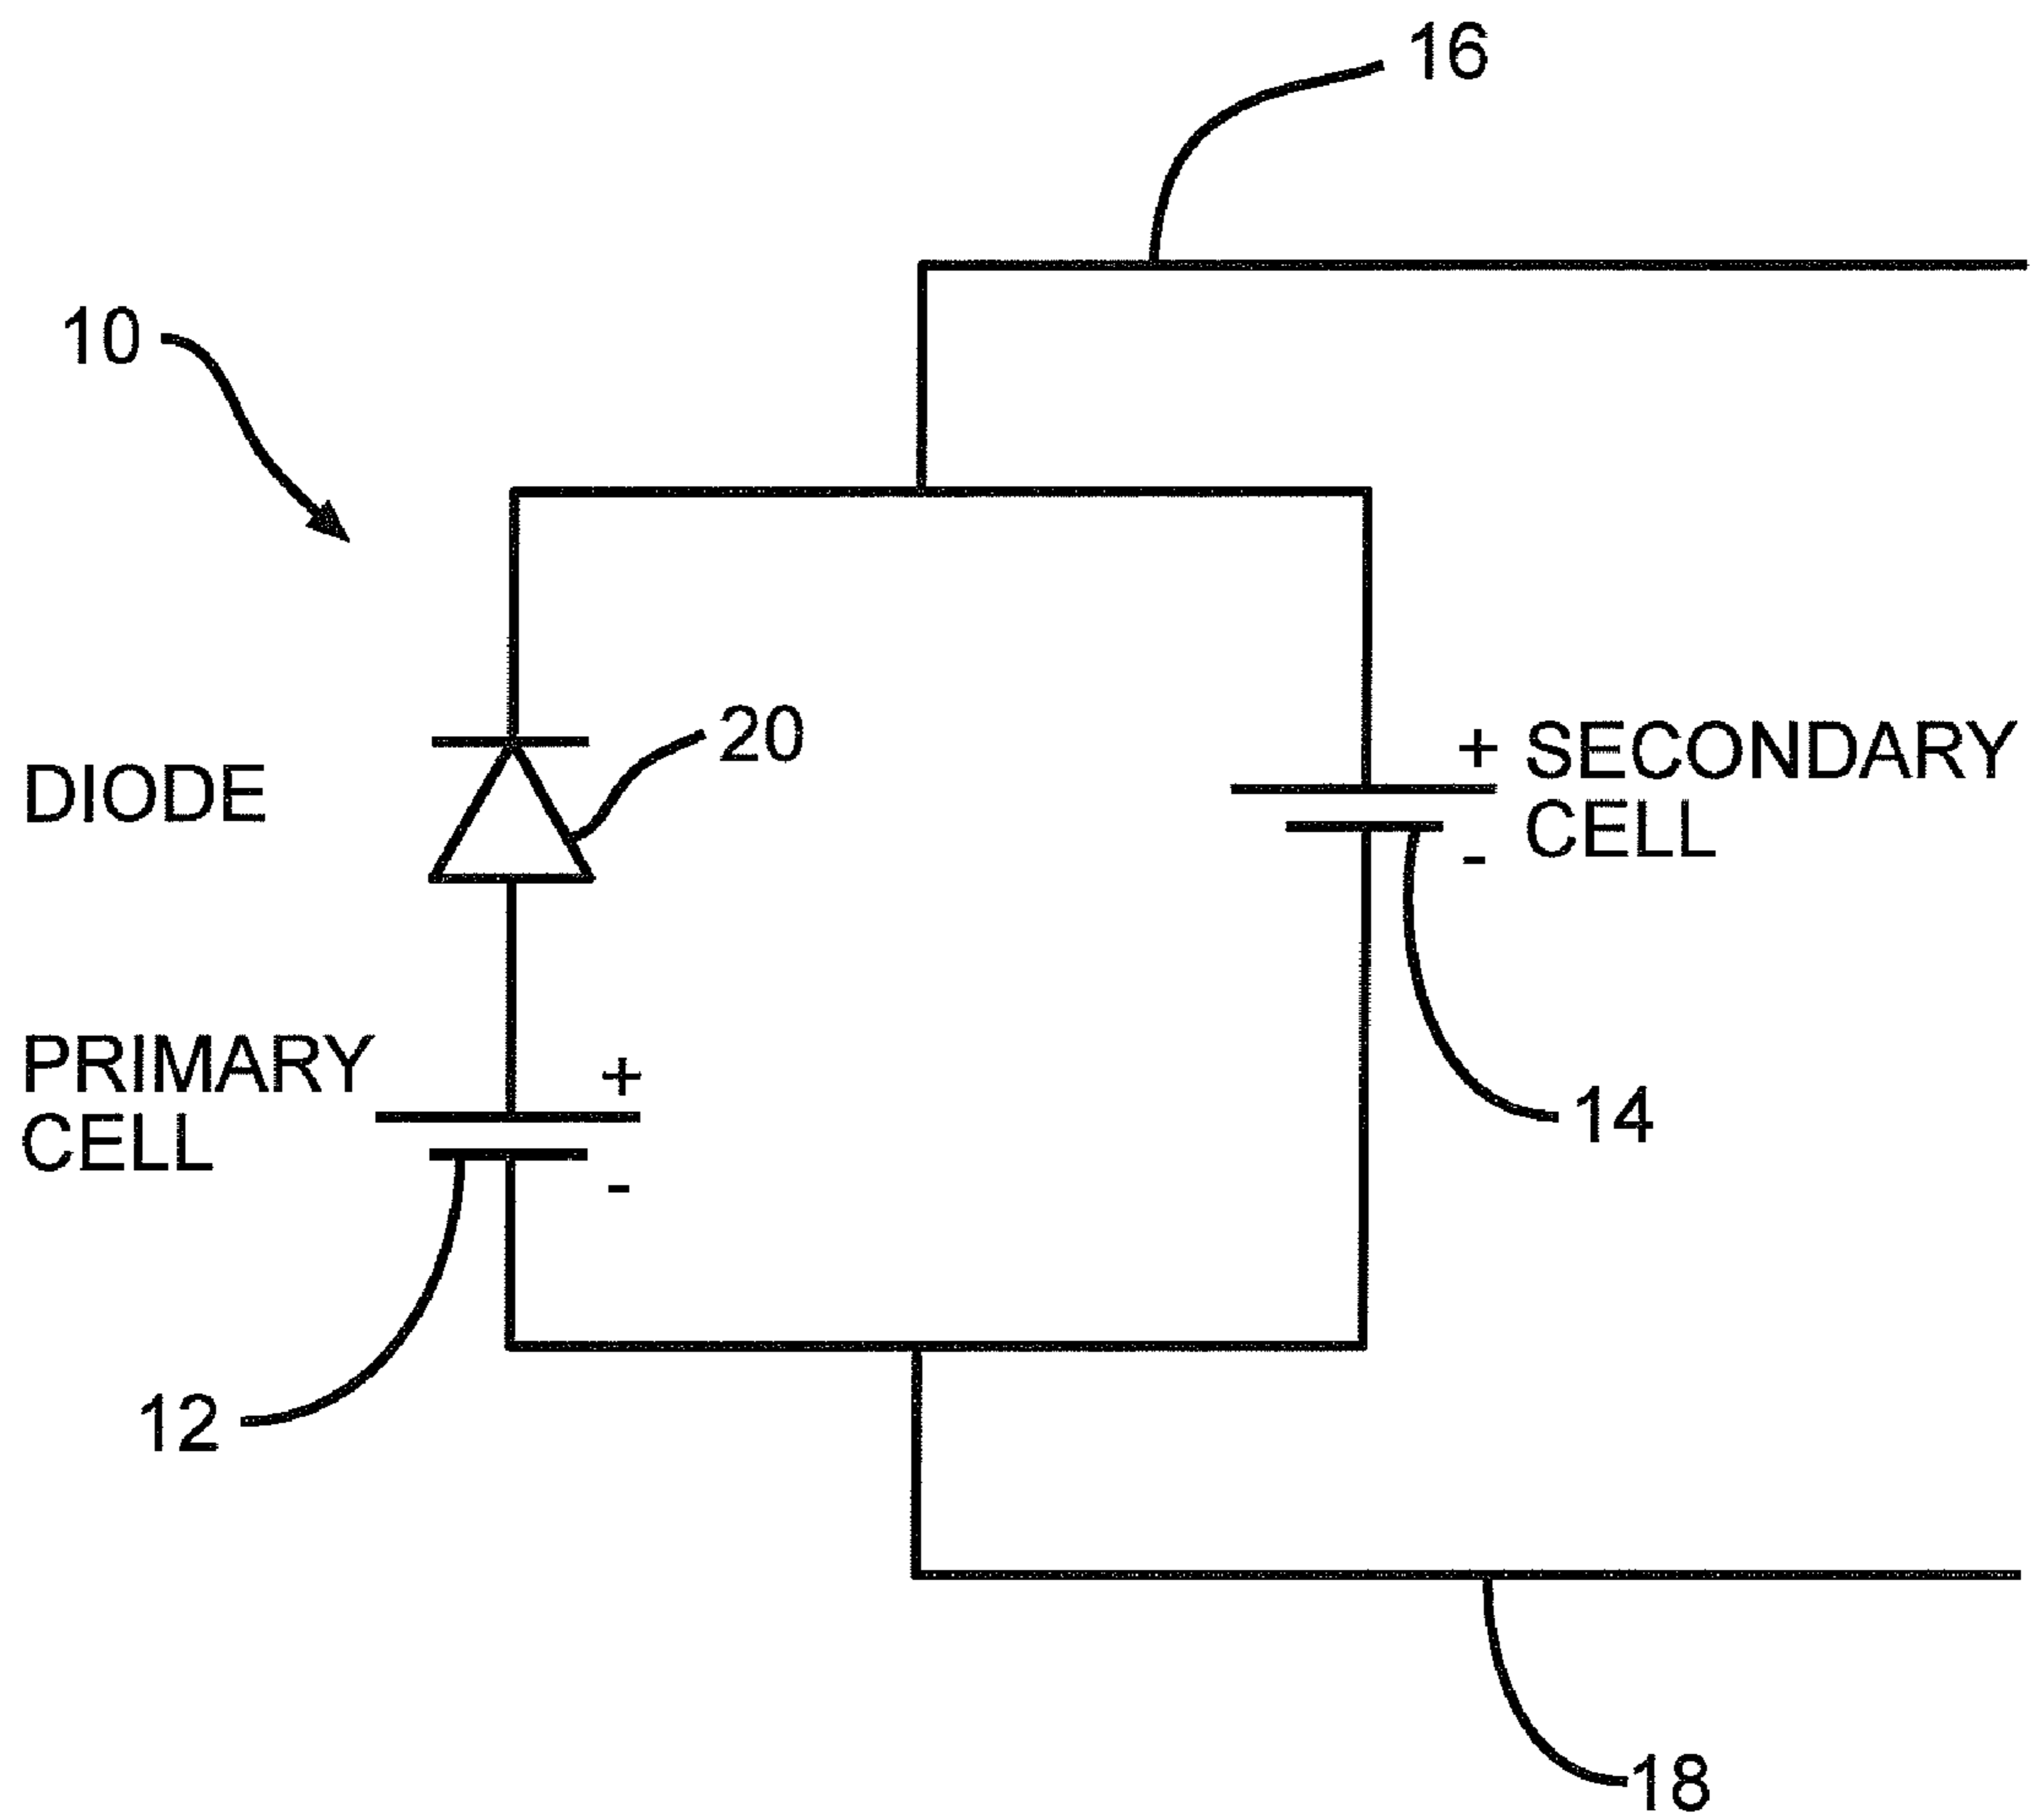 16
10
20
DIODE
+ SECONDARY
CELL
-
PRIMARY
CELL
+
-
14
12
18